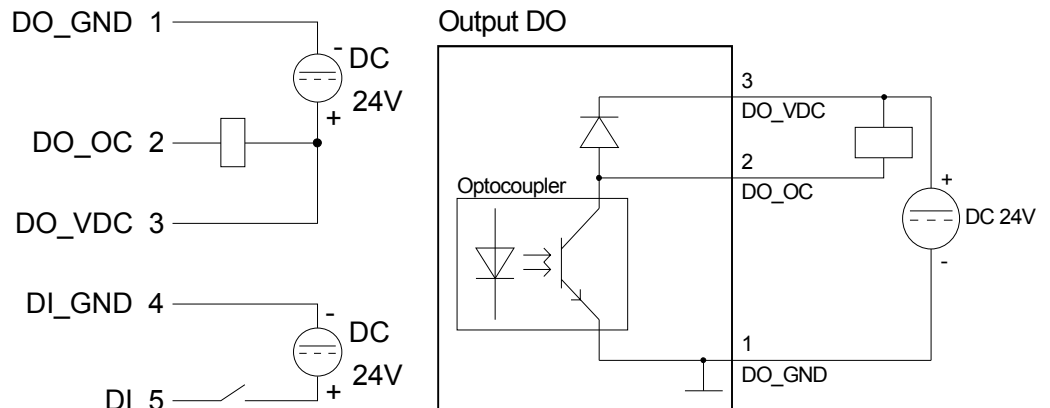 DO_GND 1
- DC
24V
+
DO_OC 2
DO_VDC 3
DI_GND 4
- DC
24V
+
DI 5
Output DO
3
DO_VDC
2
DO_OC
Optocoupler
+
DC 24V
-
1
DO_GND